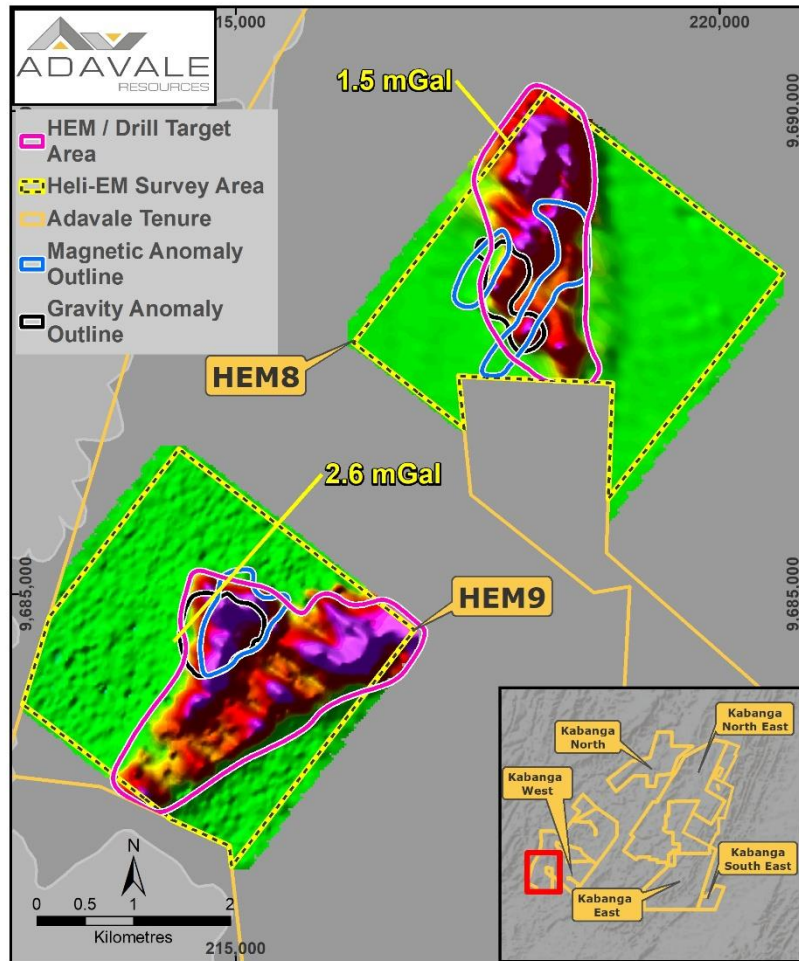 ADAVALE
RESOURCES
HEM / Drill Target
Area
Heli-EM Survey Area
Adavale Tenure
Magnetic Anomaly
Outline
Gravity Anomaly
Outline
15,000
220,000
9,690,000
1.5 mGal
HEM8
2.6 mGal
HEM9
9,685,000
9,685,000
N
0 0.5 1 2
Kilometres
215,000
Kabanga
North
Kabanga
North East
Kabanga
West
Kabanga
South East
Kabanga
East